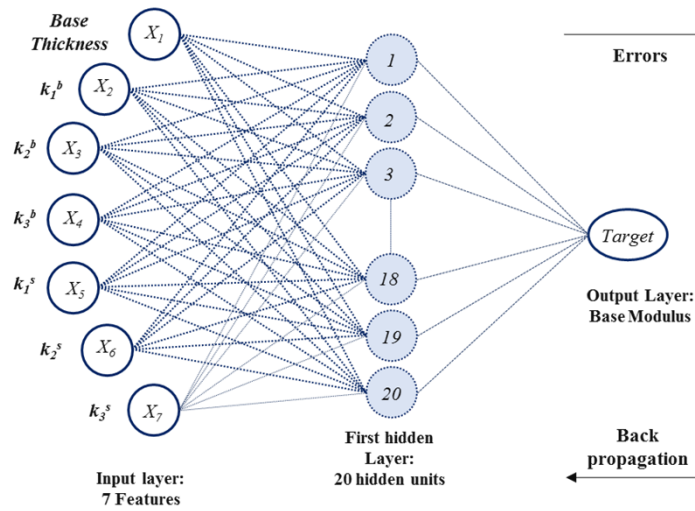 Base
Thickness
X1
k1b
X2
k2b
X3
k3b
X4
k1s
X5
k2s
X6
k3s
X7
Input layer:
7 Features
1
2
3
18
19
20
First hidden
Layer:
20 hidden units
Target
Output Layer:
Base Modulus
Errors
Back
propagation